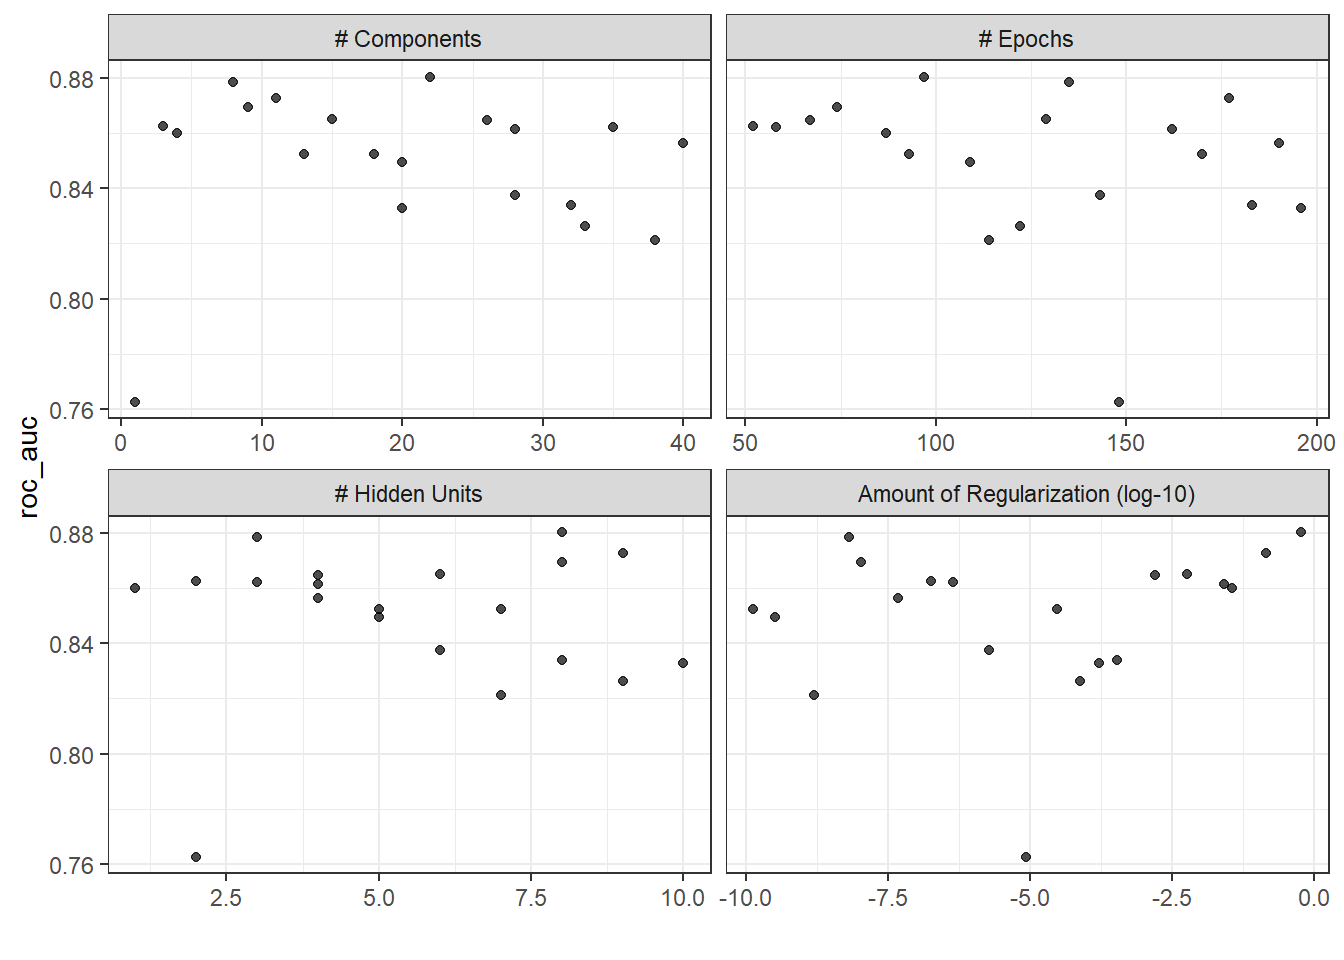 # Components
# Epochs
0.88
0.84
0.80
0.76
0 10 20 30 40
50 100 150 200
roc_auc
# Hidden Units
Amount of Regularization (log-10)
0.88
0.84
0.80
0.76
2.5 5.0 7.5 10.0
-10.0 -7.5 -5.0 -2.5 0.0